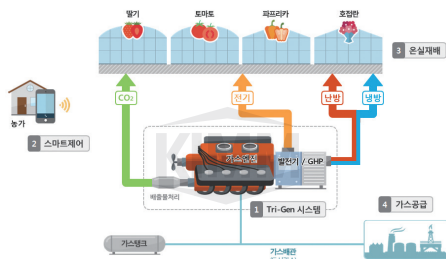 딸기
토마토
파프리카
호접란
3 온실재배
CO₂
전기
난방
냉방
농가
2 스마트제어
가스엔진
발전기 / GHP
배출물처리
1 Tri-Gen 시스템
4 가스공급
가스탱크
가스배관